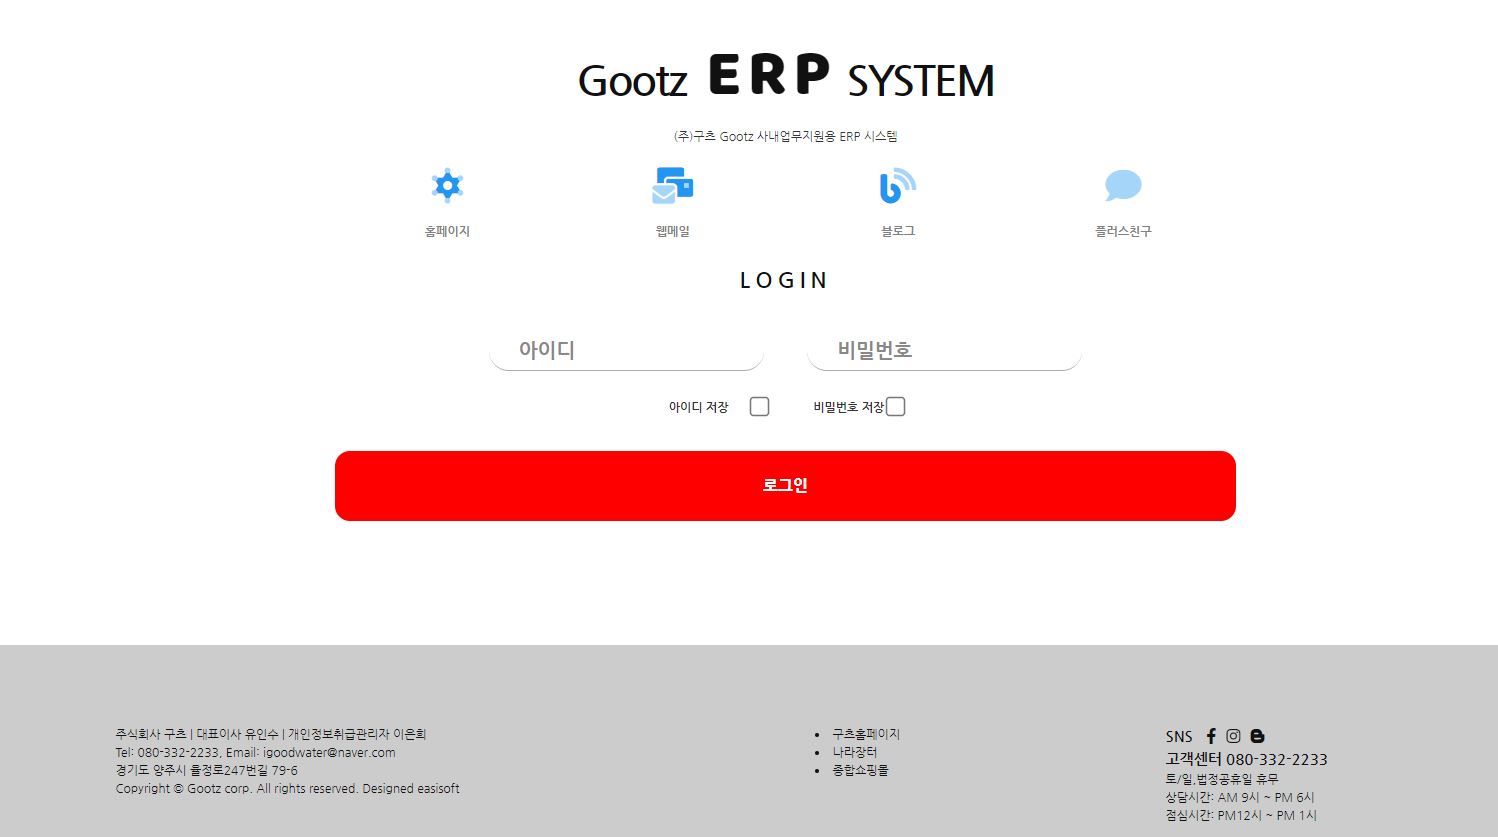 Gootz ERP SYSTEM
(주)구츠 Gootz 사내업무지원용 ERP 시스템
홈페이지 웹메일 블로그 플러스친구
LOGIN
아이디 비밀번호
아이디 저장 비밀번호 저장
로그인
주식회사 구츠 | 대표이사 유인수 | 개인정보취급관리자 이은희
Tel: 080-332-2233, Email: igoodwater@naver.com
경기도 양주시 율정로247번길 79-6
Copyright © Gootz corp. All rights reserved. Designed easisoft
구츠홈페이지
나라장터
종합쇼핑몰
SNS
고객센터 080-332-2233
토/일,법정공휴일 휴무
상담시간: AM 9시 ~ PM 6시
점심시간: PM12시 ~ PM 1시